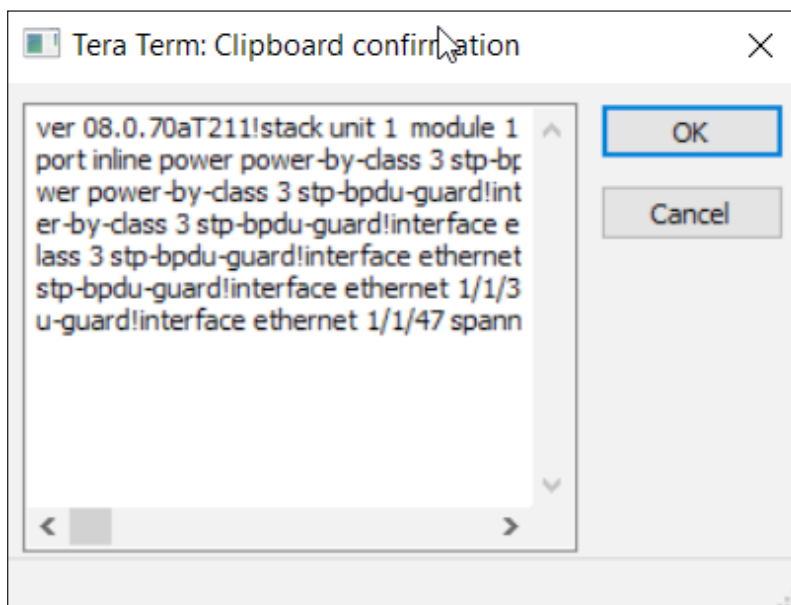 Tera Term: Clipboard confirmation
ver 08.0.70aT211!stack unit 1 module 1
port inline power power-by-class 3 stp-bp
wer power-by-class 3 stp-bpdu-guard!int
er-by-class 3 stp-bpdu-guard!interface e
lass 3 stp-bpdu-guard!interface ethernet
stp-bpdu-guard!interface ethernet 1/1/3
u-guard!interface ethernet 1/1/47 spann
OK
Cancel